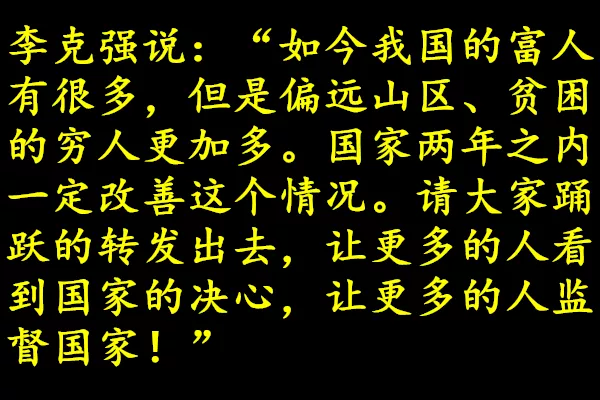 李克强说：“如今我国的富人
有很多，但是偏远山区、贫困
的穷人更加多。国家两年之内
一定改善这个情况。请大家踊
跃的转发出去，让更多的人看
到国家的决心，让更多的人监
督国家！”